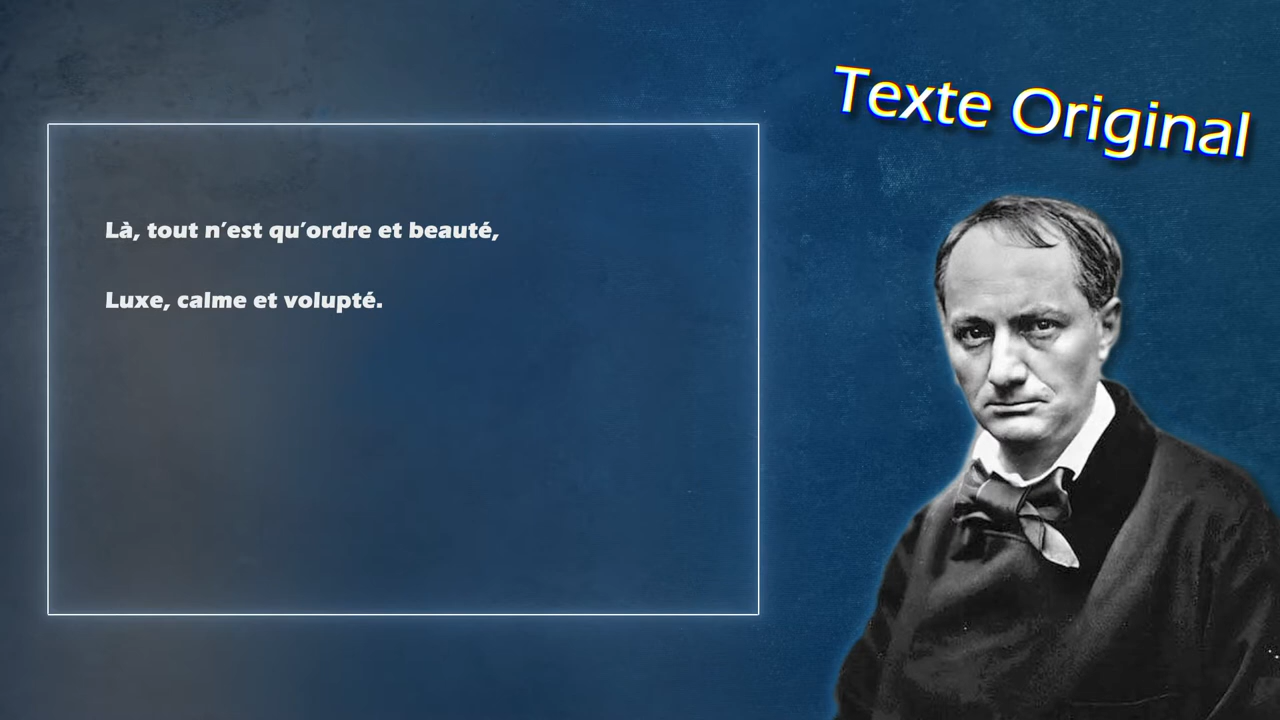 Texte Original
Là, tout n’est qu’ordre et beauté,
Luxe, calme et volupté.